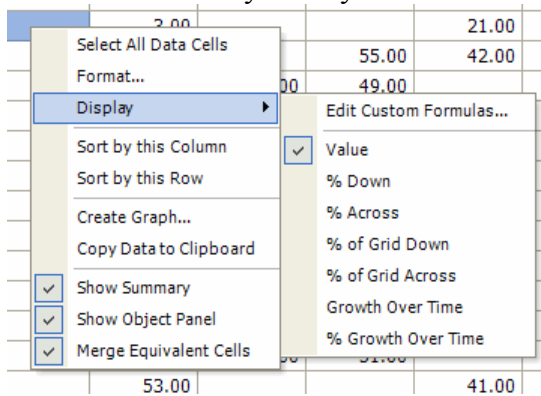 3.00 21.00
Select All Data Cells
55.00 42.00
Format...
00 49.00
Display
Edit Custom Formulas...
Sort by this Column
Value
Sort by this Row
% Down
% Across
Create Graph...
% of Grid Down
Copy Data to Clipboard
% of Grid Across
Show Summary
Growth Over Time
Show Object Panel
% Growth Over Time
Merge Equivalent Cells
53.00 41.00